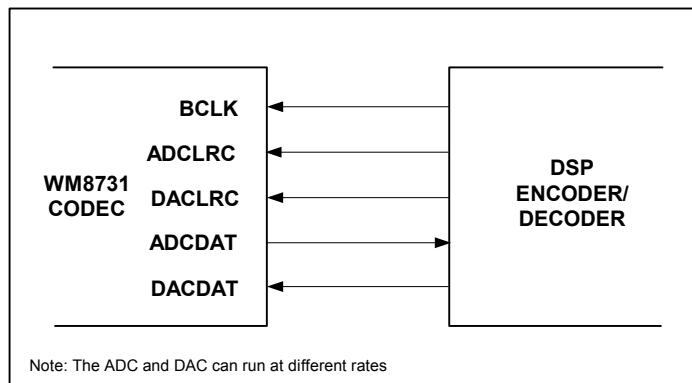 BCLK
ADCLRC
WM8731
CODEC
DACLRC
ADCDAT
DACDAT
DSP
ENCODER/
DECODER
Note: The ADC and DAC can run at different rates